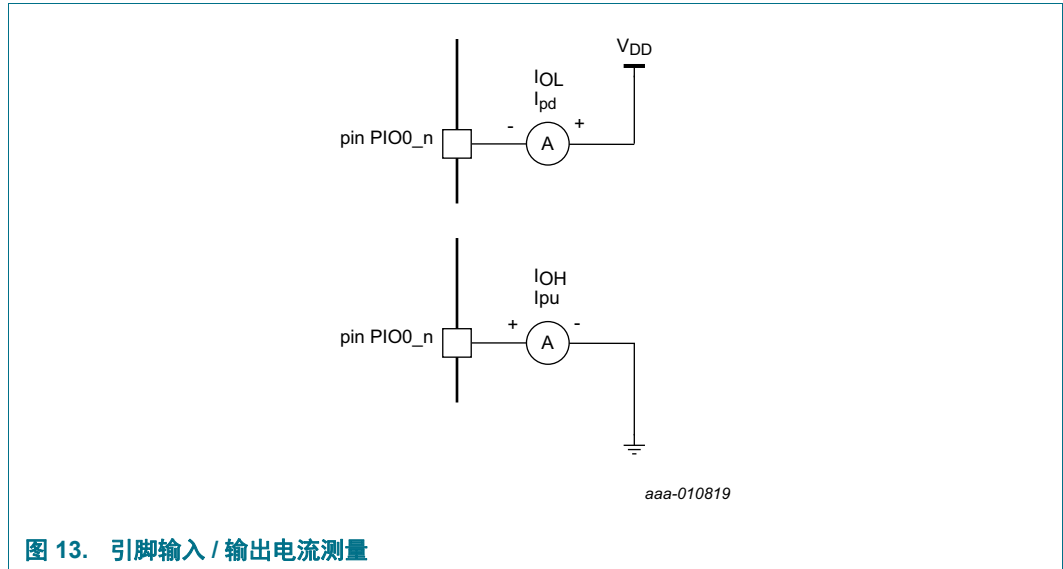 VDD
IOL
Ipd
- +
pin PIO0_n
A
IOH
Ipu
+ -
pin PIO0_n
A
aaa-010819
图 13. 引脚输入 / 输出电流测量